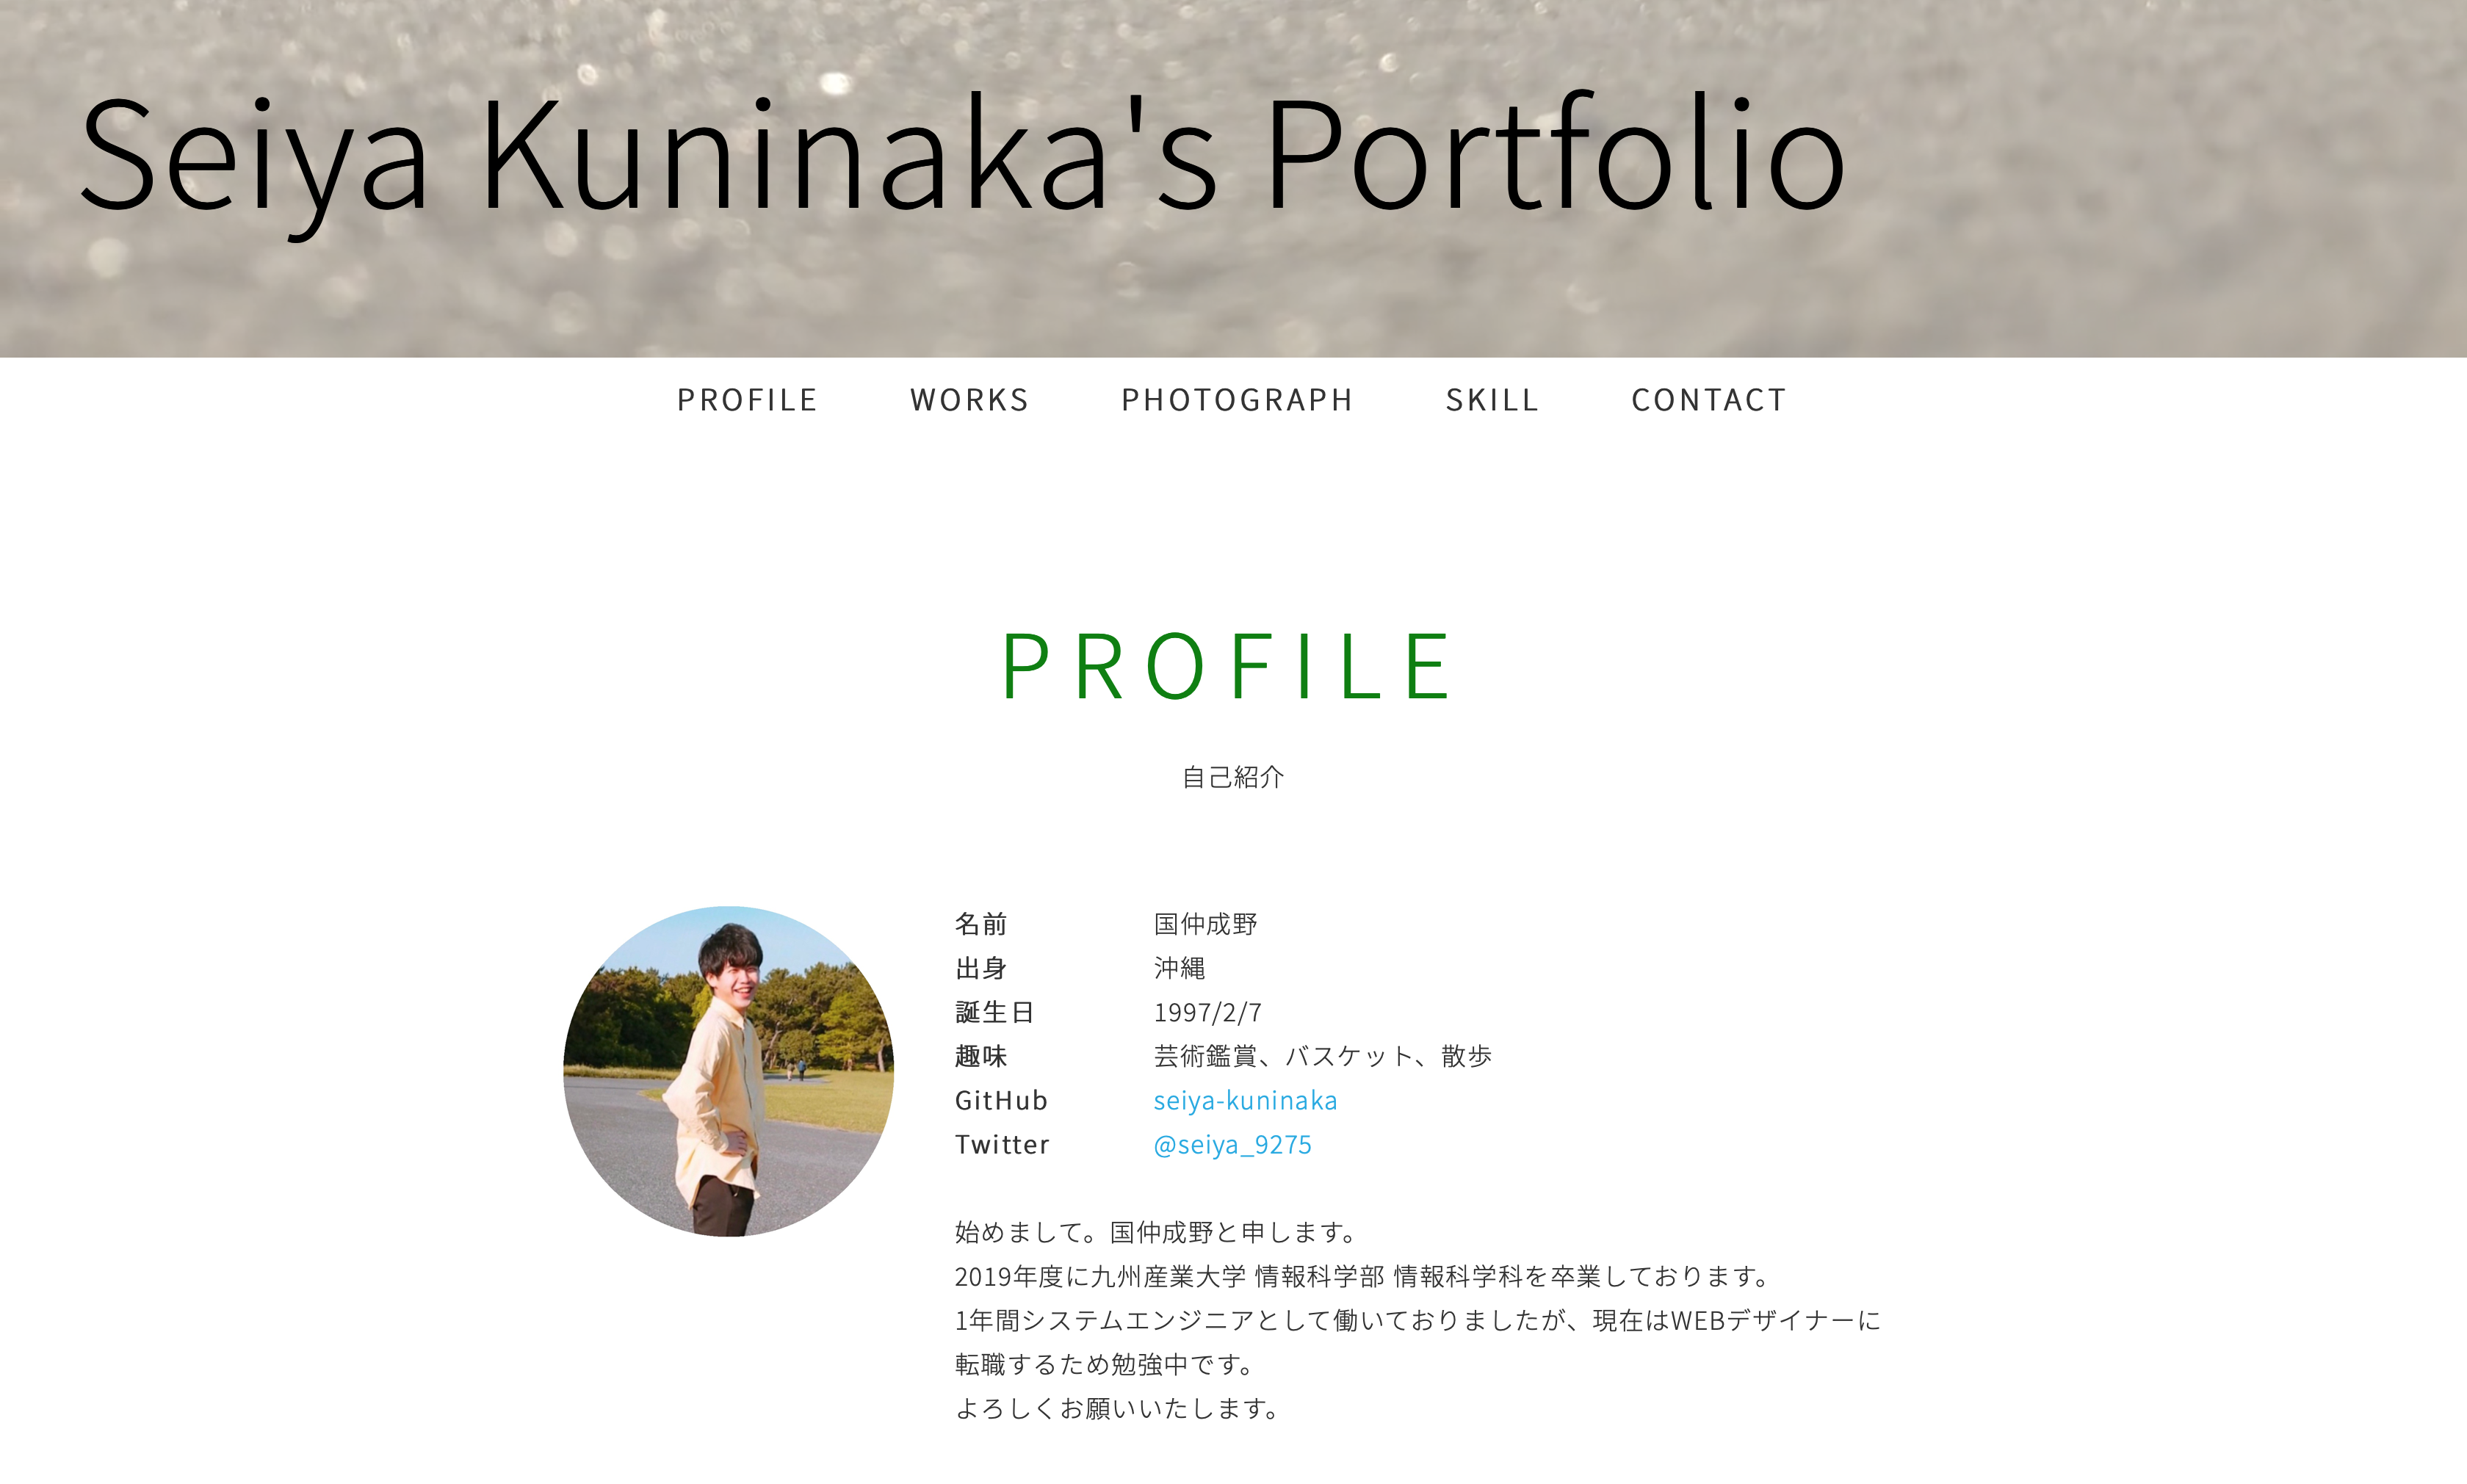 Seiya Kuninaka's Portfolio
PROFILE WORKS PHOTOGRAPH SKILL CONTACT
PROFILE
自己紹介
名前 国仲成野
出身 沖縄
誕生日 1997/2/7
趣味 芸術鑑賞、バスケット、散歩
GitHub seiya-kuninaka
Twitter @seiya_9275
始めまして。国仲成野と申します。
2019年度に九州産業大学 情報科学部 情報科学科を卒業しております。
1年間システムエンジニアとして働いておりましたが、現在はWEBデザイナーに
転職するため勉強中です。
よろしくお願いいたします。